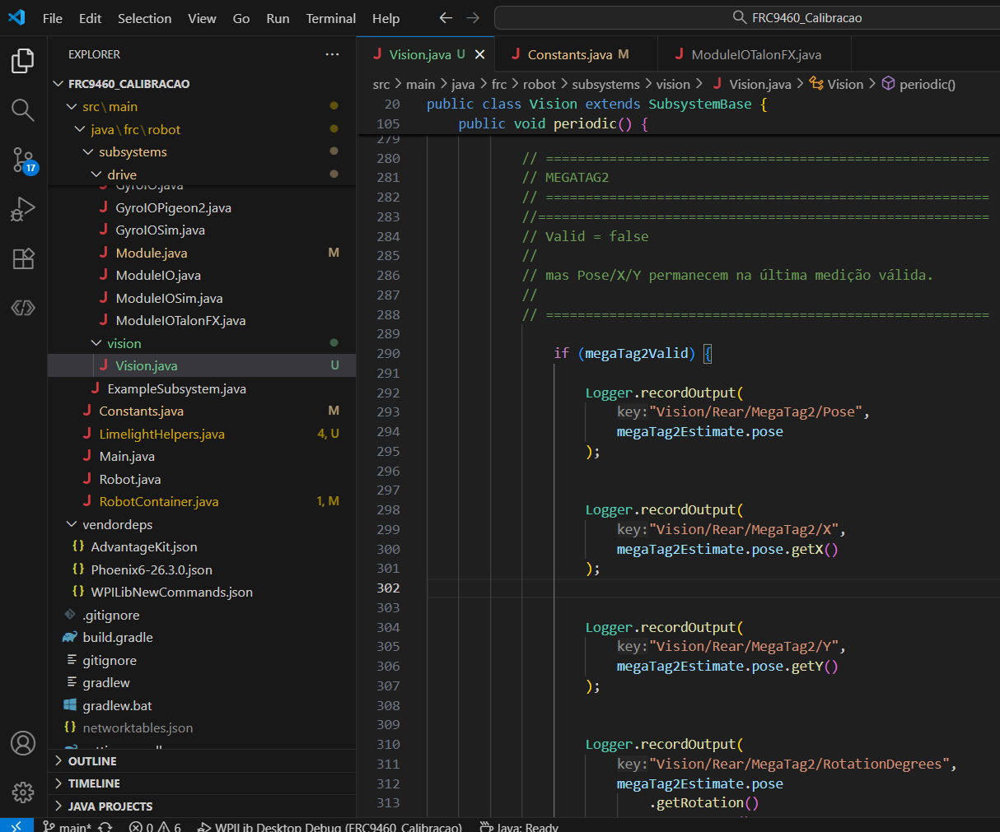 File Edit Selection View Go Run Terminal Help
FRC9460_Calibracao
EXPLORER
FRC9460_CALIBRACAO
src\main
java\frc\robot
subsystems
drive
GyroIO.java
GyroIOPigeon2.java
GyroIOSim.java
Module.java M
ModuleIO.java
ModuleIOSim.java
ModuleIOTalonFX.java
vision
Vision.java U
ExampleSubsystem.java
Constants.java M
LimelightHelpers.java 4, U
Main.java
Robot.java
RobotContainer.java 1, M
vendordeps
{} AdvantageKit.json
{} Phoenix6-26.3.0.json
{} WPILibNewCommands.json
.gitignore
build.gradle
gitignore
gradlew
gradlew.bat
{} networktables.json
OUTLINE
TIMELINE
JAVA PROJECTS
17
Vision.java U
Constants.java M
ModuleIOTalonFX.java
src > main > java > frc > robot > subsystems > vision > Vision.java > Vision > periodic()
20 public class Vision extends SubsystemBase {
105 public void periodic() {
279
280 // ========================================================
281 // MEGATAG2
282 // ========================================================
283 //=========================================================
284 // Valid = false
285 //
286 // mas Pose/X/Y permanecem na última medição válida.
287 //
288 // ========================================================
289
290 if (megaTag2Valid) {
291
292 Logger.recordOutput(
293 key:"Vision/Rear/MegaTag2/Pose",
294 megaTag2Estimate.pose
295 );
296
297
298 Logger.recordOutput(
299 key:"Vision/Rear/MegaTag2/X",
300 megaTag2Estimate.pose.getX()
301 );
302
303
304 Logger.recordOutput(
305 key:"Vision/Rear/MegaTag2/Y",
306 megaTag2Estimate.pose.getY()
307 );
308
309
310 Logger.recordOutput(
311 key:"Vision/Rear/MegaTag2/RotationDegrees",
312 megaTag2Estimate.pose
313 .getRotation()
main* 0 6 WPILib Desktop Debug (FRC9460_Calibracao) Java: Ready